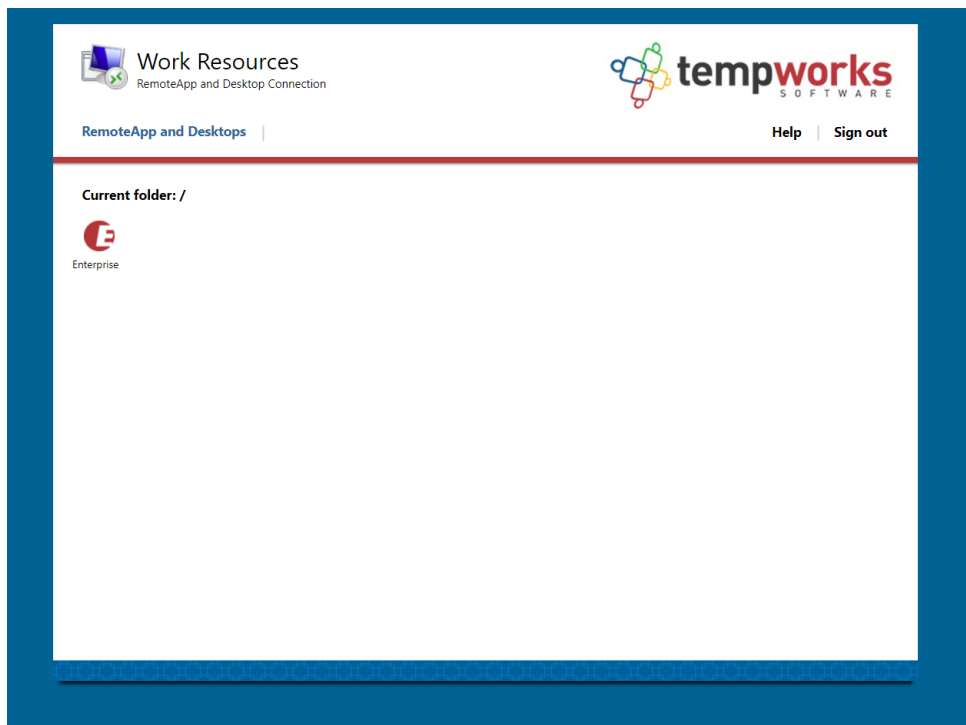 Work Resources
RemoteApp and Desktop Connection
tempworks
SOFTWARE
RemoteApp and Desktops |
Help | Sign out
Current folder: /
E
Enterprise